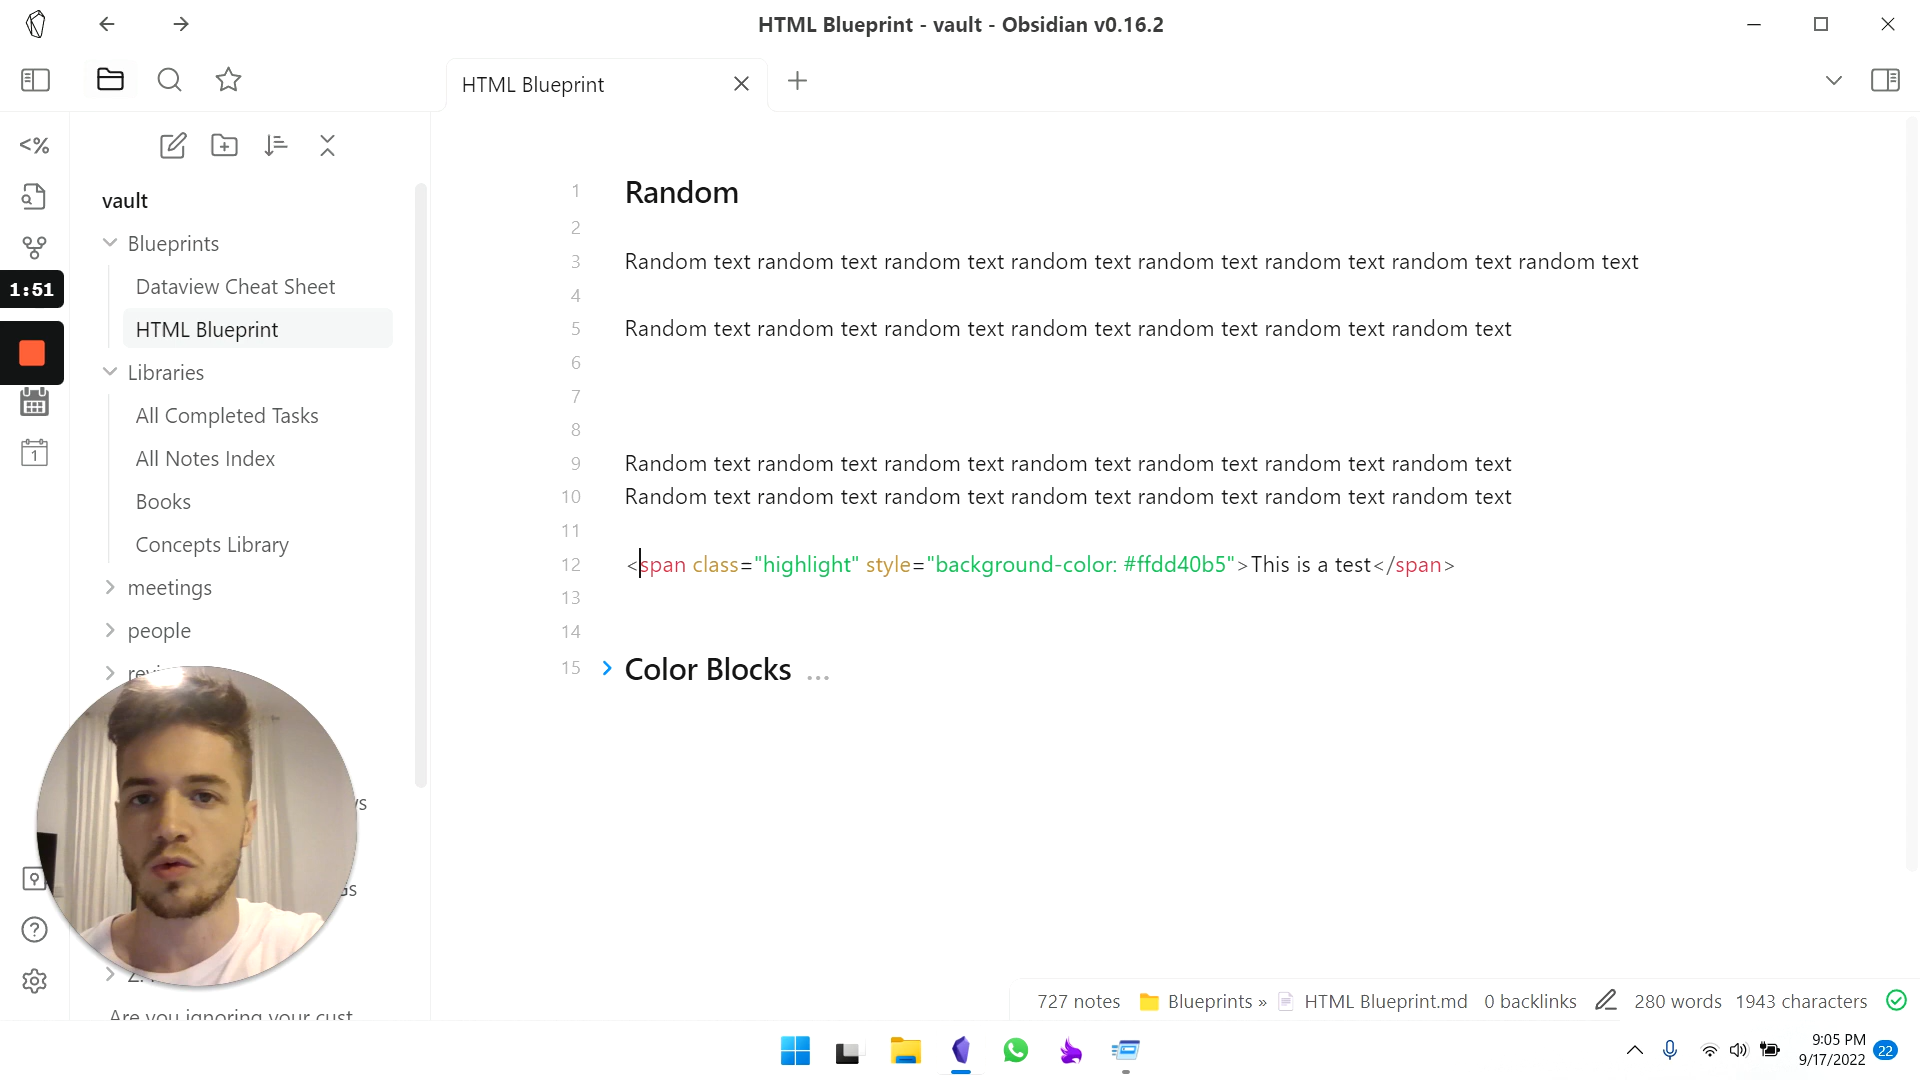 HTML Blueprint - vault - Obsidian v0.16.2
HTML Blueprint
<%
vault
Blueprints
Dataview Cheat Sheet
1:51
HTML Blueprint
Libraries
All Completed Tasks
All Notes Index
1
Books
Concepts Library
meetings
people
Are you ignoring your cust
1 Random
2
3 Random text random text random text random text random text random text random text random text
4
5 Random text random text random text random text random text random text random text
6
7
8
9 Random text random text random text random text random text random text random text
10 Random text random text random text random text random text random text random text
11
12 <span class="highlight" style="background-color: #ffdd40b5">This is a test</span>
13
14
15 Color Blocks ...
727 notes Blueprints » HTML Blueprint.md 0 backlinks 280 words 1943 characters
9:05 PM
9/17/2022 22